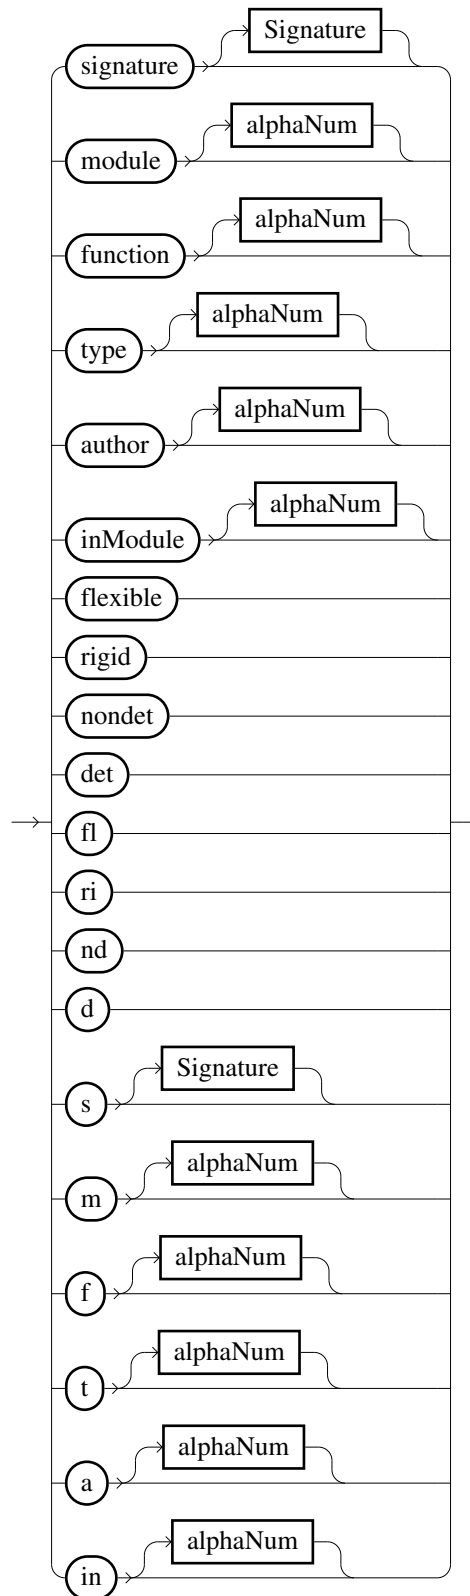 signature Signature
module alphaNum
function alphaNum
type alphaNum
author alphaNum
inModule alphaNum
flexible
rigid
nondet
det
fl
ri
nd
d
s Signature
m alphaNum
f alphaNum
t alphaNum
a alphaNum
in alphaNum